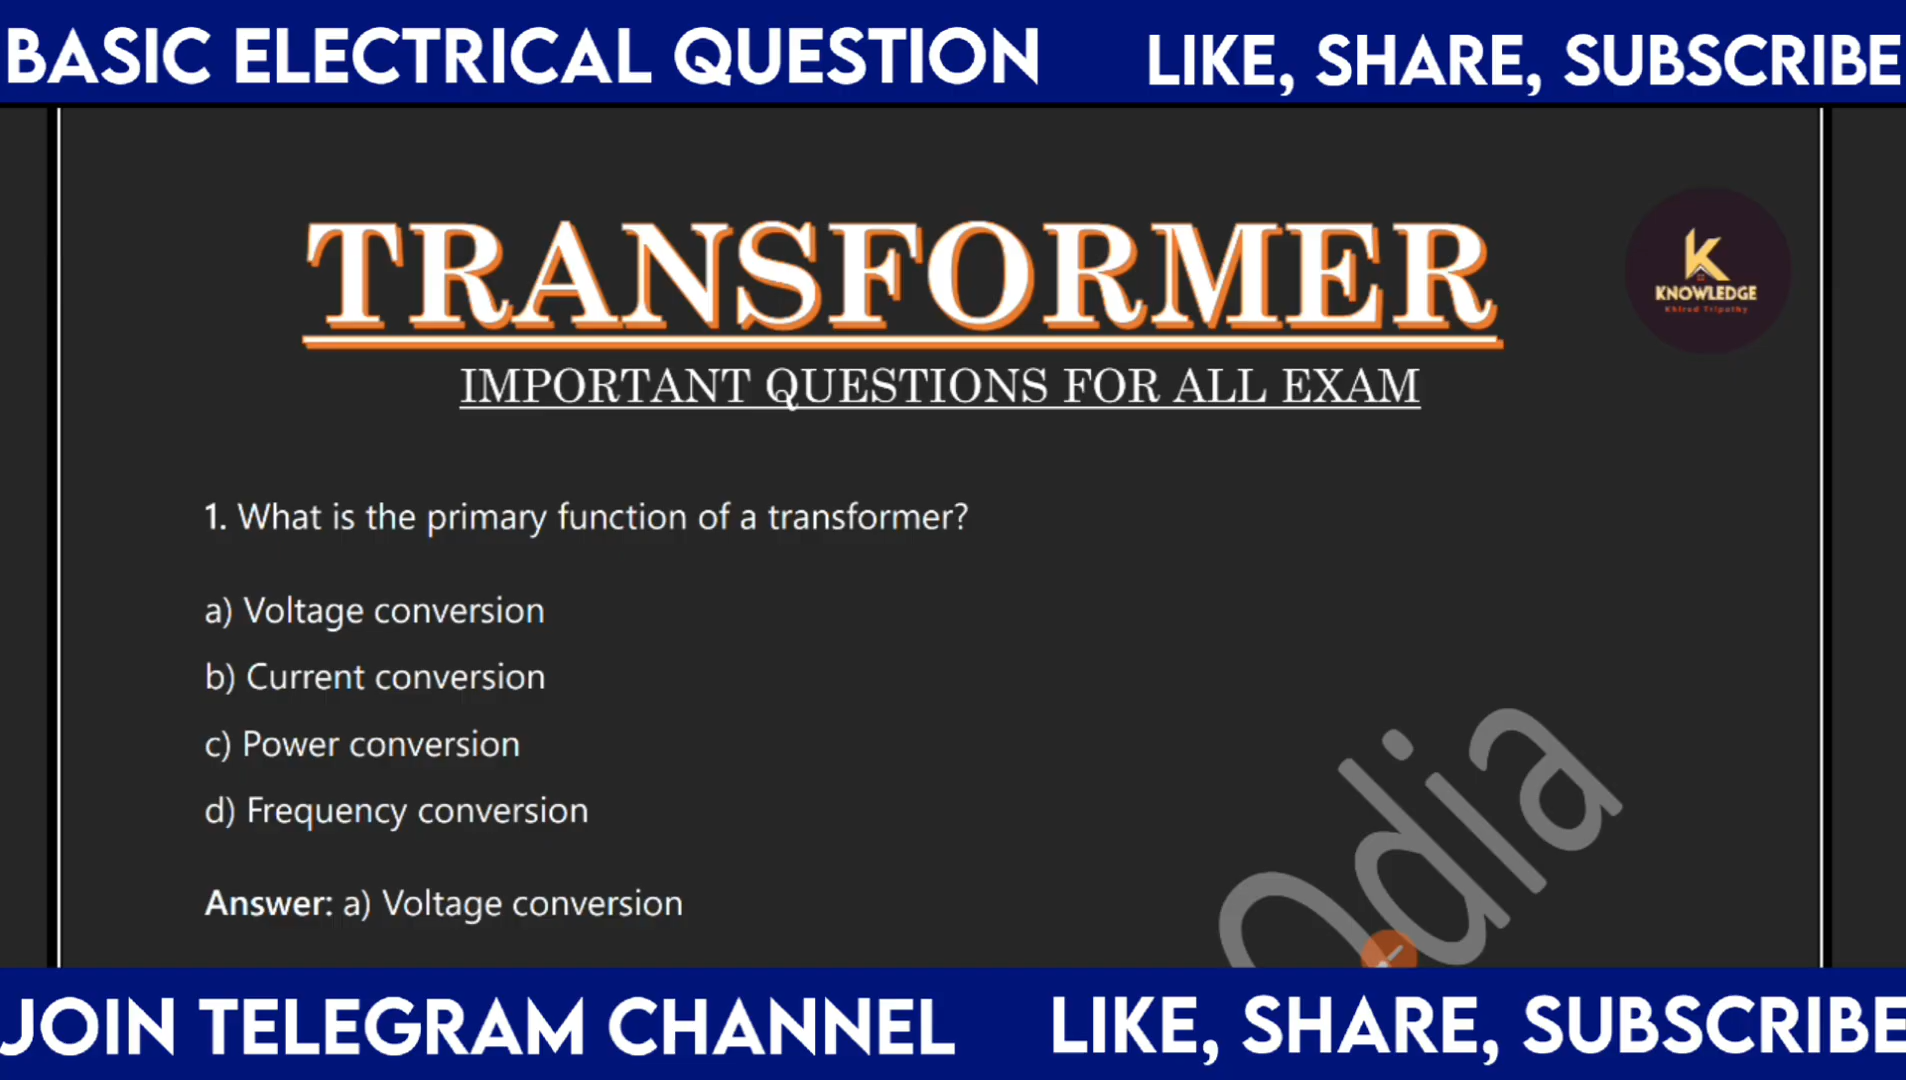 BASIC ELECTRICAL QUESTION LIKE, SHARE, SUBSCRIBE
TRANSFORMER
K
KNOWLEDGE
Khirod Tripathy
IMPORTANT QUESTIONS FOR ALL EXAM
1. What is the primary function of a transformer?
a) Voltage conversion
b) Current conversion
c) Power conversion
d) Frequency conversion
Answer: a) Voltage conversion
Odia
JOIN TELEGRAM CHANNEL LIKE, SHARE, SUBSCRIBE